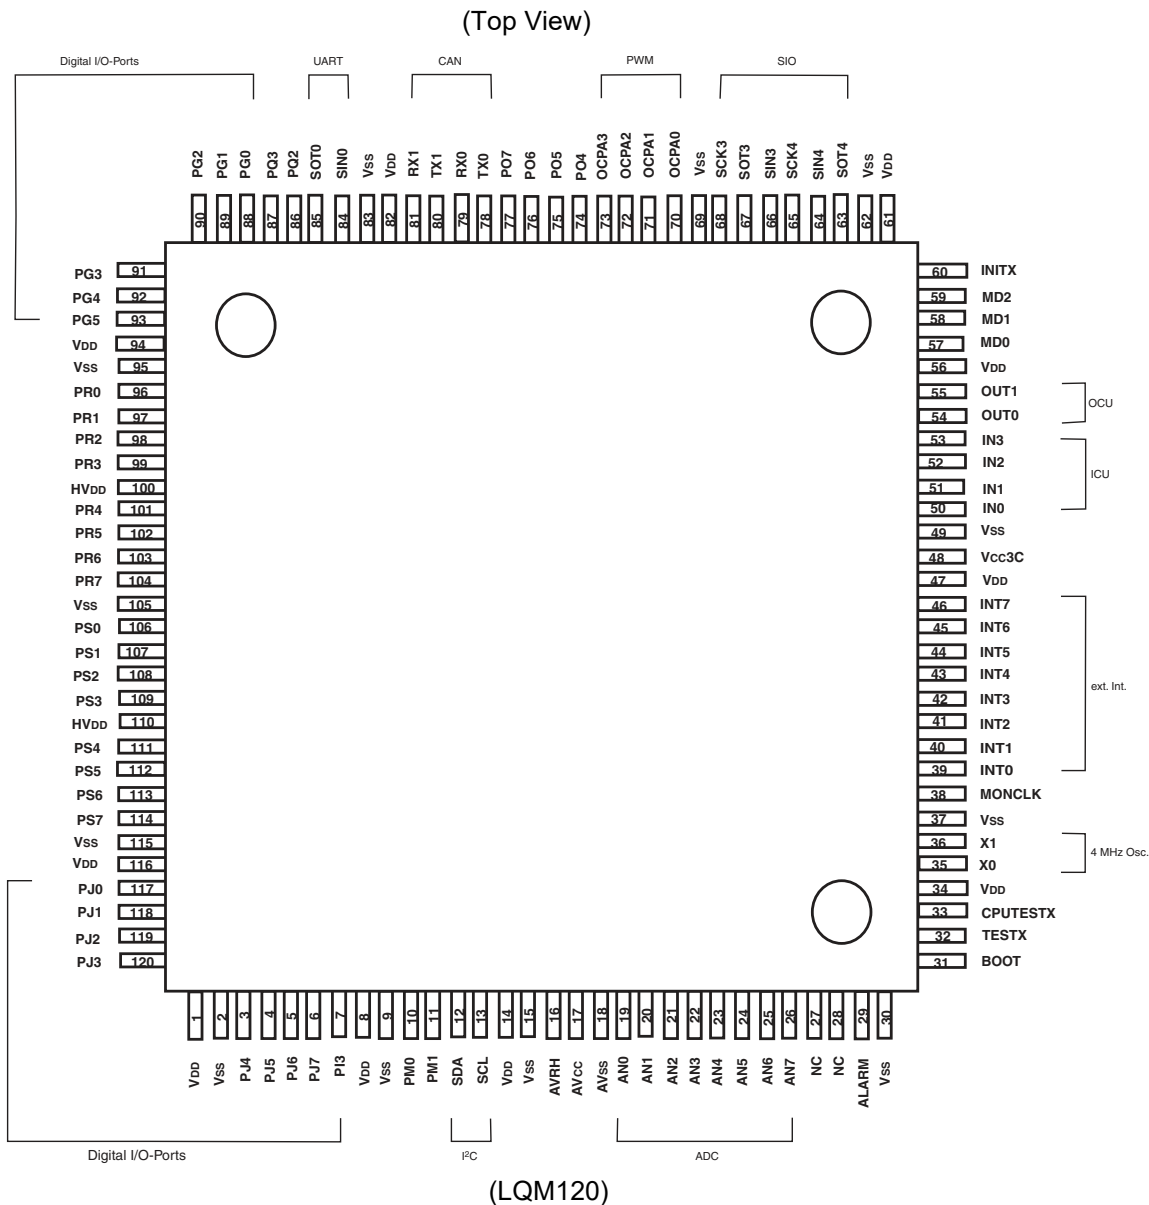 (Top View)
Digital I/O-Ports UART CAN PWM SIO
PG2 PG1 PG0 PQ3 PQ2 SOT0 SIN0 Vss VDD RX1 TX1 RX0 TX0 PO7 PO6 PO5 PO4 OCPA3 OCPA2 OCPA1 OCPA0 Vss SCK3 SOT3 SIN3 SCK4 SIN4 SOT4 Vss VDD
90 89 88 87 86 85 84 83 82 81 80 79 78 77 76 75 74 73 72 71 70 69 68 67 66 65 64 63 62 61
PG3 91
PG4 92
PG5 93
VDD 94
Vss 95
PR0 96
PR1 97
PR2 98
PR3 99
HVDD 100
PR4 101
PR5 102
PR6 103
PR7 104
Vss 105
PS0 106
PS1 107
PS2 108
PS3 109
HVDD 110
PS4 111
PS5 112
PS6 113
PS7 114
Vss 115
VDD 116
PJ0 117
PJ1 118
PJ2 119
PJ3 120
60 INITX
59 MD2
58 MD1
57 MD0
56 VDD
55 OUT1
OCU
54 OUT0
53 IN3
52 IN2
ICU
51 IN1
50 IN0
49 Vss
48 Vcc3C
47 VDD
46 INT7
45 INT6
44 INT5
43 INT4
ext. Int.
42 INT3
41 INT2
40 INT1
39 INT0
38 MONCLK
37 Vss
36 X1
4 MHz Osc.
35 X0
34 VDD
33 CPUTESTX
32 TESTX
31 BOOT
1 2 3 4 5 6 7 8 9 10 11 12 13 14 15 16 17 18 19 20 21 22 23 24 25 26 27 28 29 30
VDD Vss PJ4 PJ5 PJ6 PJ7 PI3 VDD Vss PM0 PM1 SDA SCL VDD Vss AVRH AVcc AVss AN0 AN1 AN2 AN3 AN4 AN5 AN6 AN7 NC NC ALARM Vss
Digital I/O-Ports I²C ADC
(LQM120)